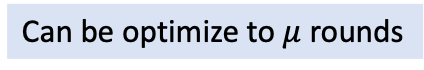 Can be optimize to μ rounds